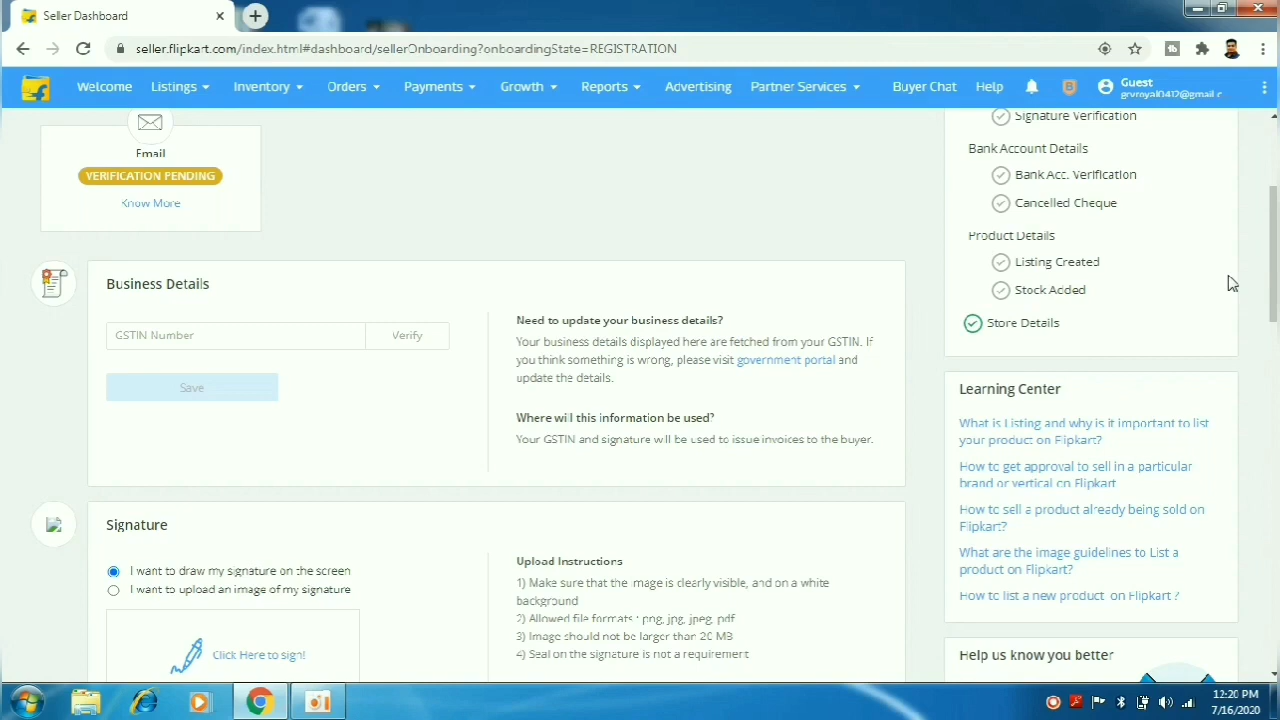 Seller Dashboard
seller.flipkart.com/index.html#dashboard/sellerOnboarding?onboardingState=REGISTRATION
Welcome Listings Inventory Orders Payments Growth Reports Advertising Partner Services Buyer Chat Help Guest
Email
VERIFICATION PENDING
Know More
Business Details
GSTIN Number Verify
Save
Need to update your business details?
Your business details displayed here are fetched from your GSTIN. If
you think something is wrong, please visit government portal and
update the details.
Where will this information be used?
Your GSTIN and signature will be used to issue invoices to the buyer.
Signature
I want to draw my signature on the screen
I want to upload an image of my signature
Click Here to sign!
Upload Instructions
1) Make sure that the image is clearly visible, and on a white
background
2) Allowed file formats : png, jpg, jpeg, pdf
3) Image should not be larger than 20 MB
4) Seal on the signature is not a requirement
Signature Verification
Bank Account Details
Bank Acc. Verification
Cancelled Cheque
Product Details
Listing Created
Stock Added
Store Details
Learning Center
What is Listing and why is it important to list
your product on Flipkart?
How to get approval to sell in a particular
brand or vertical on Flipkart
How to sell a product already being sold on
Flipkart?
What are the image guidelines to List a
product on Flipkart?
How to list a new product on Flipkart ?
Help us know you better
12:20 PM
7/16/2020